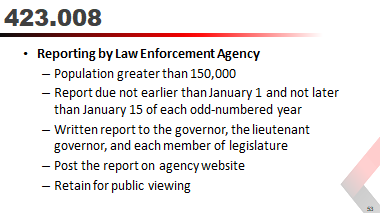 423.008
• Reporting by Law Enforcement Agency
– Population greater than 150,000
– Report due not earlier than January 1 and not later
than January 15 of each odd-numbered year
– Written report to the governor, the lieutenant
governor, and each member of legislature
– Post the report on agency website
– Retain for public viewing
53